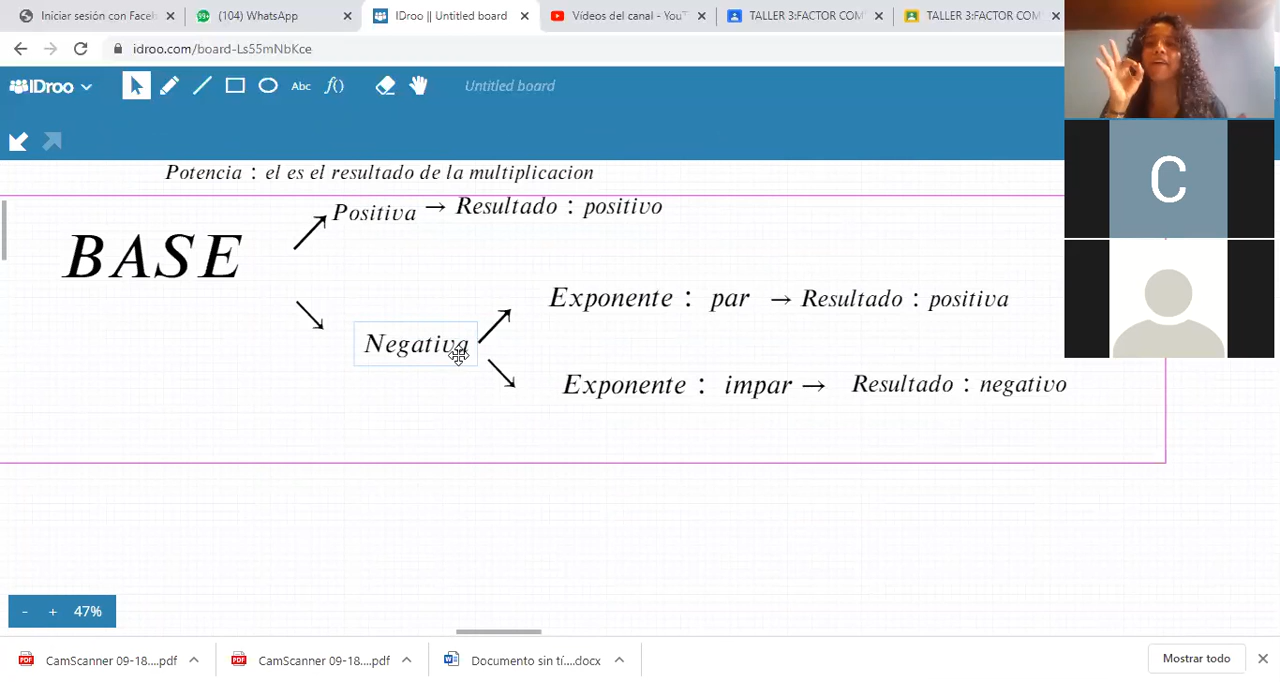 Iniciar sesión con Faceb
(104) WhatsApp
IDroo || Untitled board
Vídeos del canal - YouT
TALLER 3:FACTOR COM
TALLER 3:FACTOR COM
idroo.com/board-Ls55mNbKce
IDroo
Abc
f()
Untitled board
Potencia : el es el resultado de la multiplicacion
Positiva → Resultado : positivo
BASE
Exponente : par → Resultado : positiva
Negativa
Exponente : impar → Resultado : negativo
C
- + 47%
CamScanner 09-18....pdf
CamScanner 09-18....pdf
Documento sin tí....docx
Mostrar todo